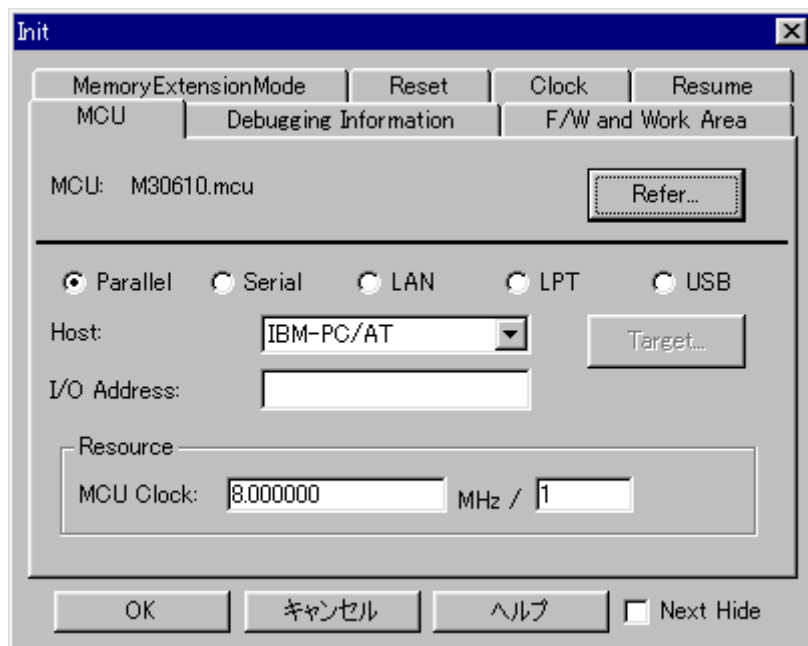 Init
MemoryExtensionMode Reset Clock Resume
MCU Debugging Information F/W and Work Area
MCU: M30610.mcu Refer...
Parallel Serial LAN LPT USB
Host: IBM-PC/AT Target...
I/O Address:
Resource
MCU Clock: 8.000000 MHz / 1
OK キャンセル ヘルプ Next Hide